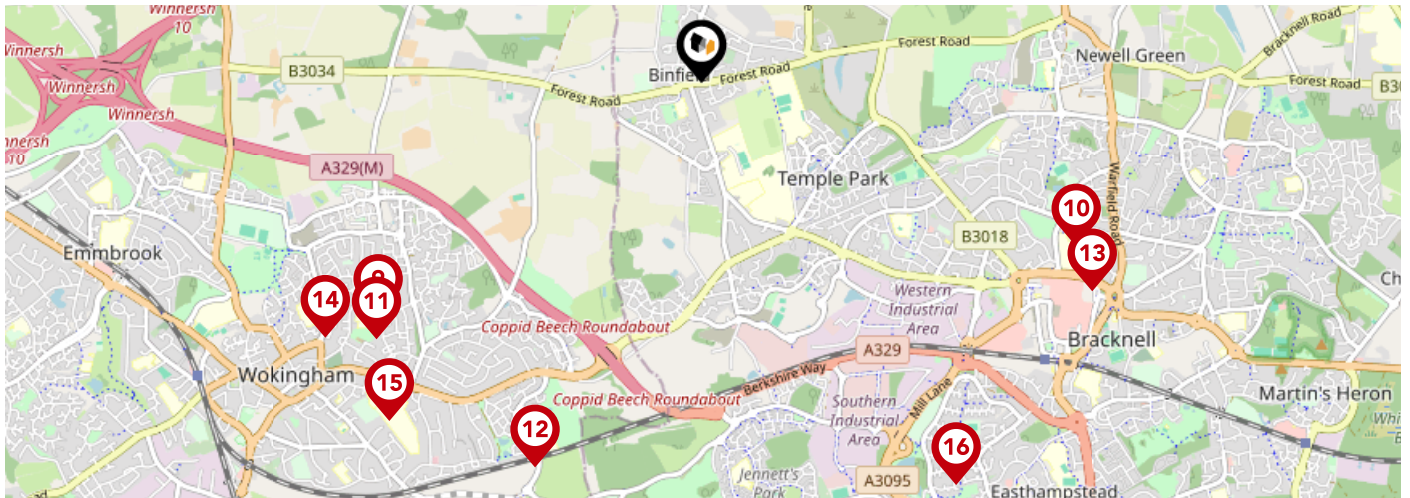 Winnersh
10
Winnersh
Winnersh
Winnersh
10
B3034
Forest Road
A329(M)
Forest Road
Forest Road
Bracknell Road
Newell Green
Forest Road
Temple Park
B3018
Warfield Road
10
13
Emmbrook
14
11
Coppid Beech Roundabout
Western
Industrial
Area
Bracknell
A329
Wokingham
15
Coppid Beech Roundabout
Berkshire Way
Mill Lane
Southern
Industrial
Area
Martin's Heron
12
16
Jennett's
Park
A3095
Easthampstead